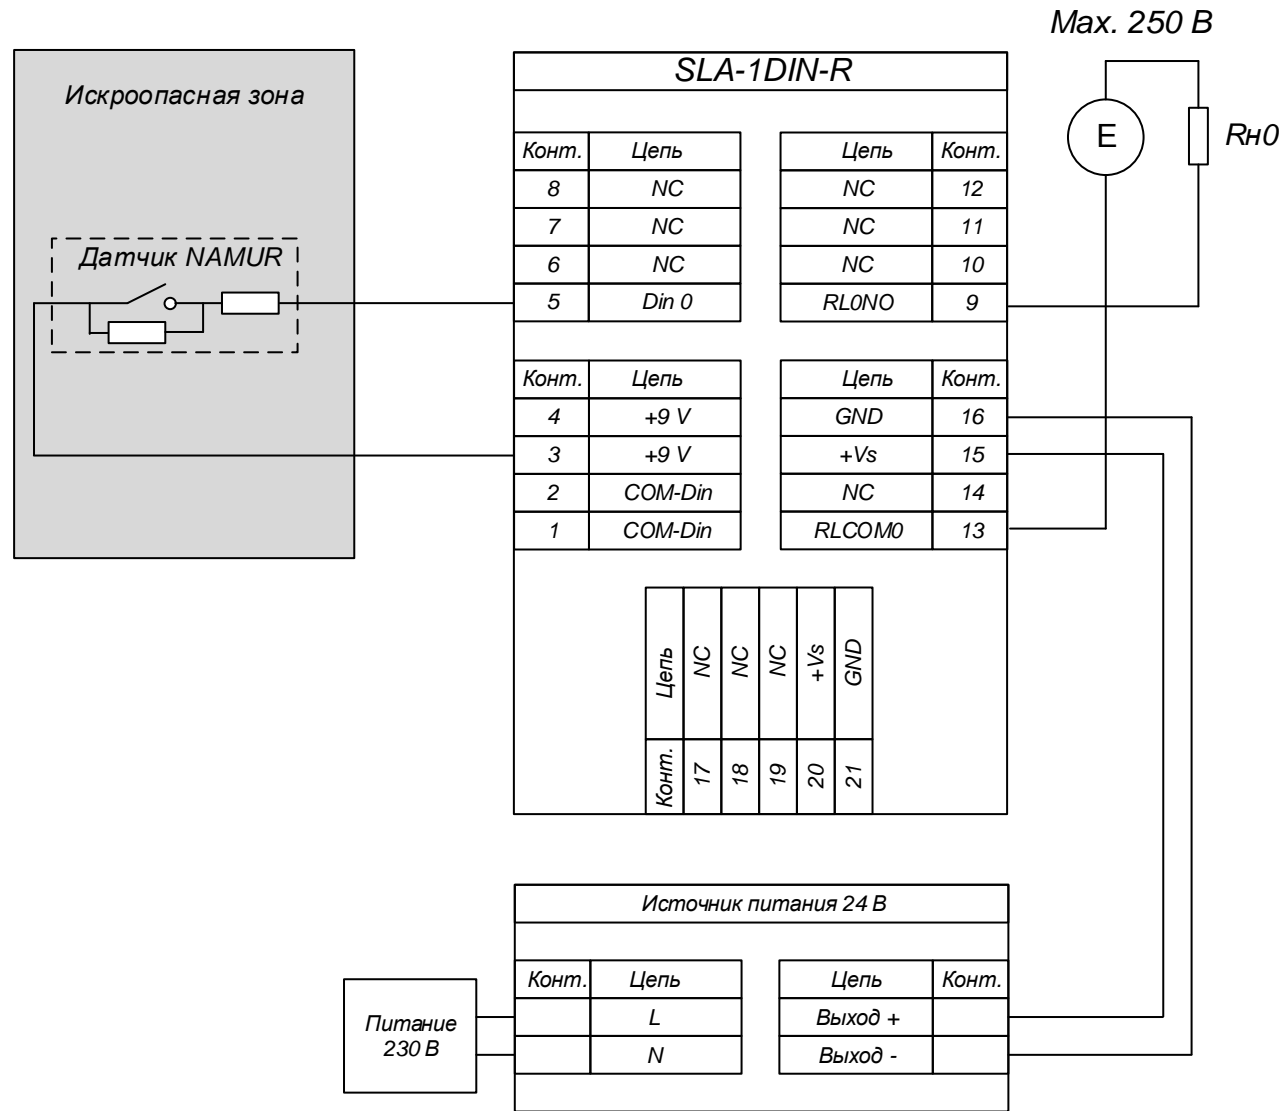 Max. 250 В
SLA-1DIN-R
Искроопасная зона
E
Rн0
Датчик NAMUR
Конт. Цепь
8 NC
7 NC
6 NC
5 Din 0
Цепь Конт.
NC 12
NC 11
NC 10
RL0NO 9
Конт. Цепь
4 +9 V
3 +9 V
2 COM-Din
1 COM-Din
Цепь Конт.
GND 16
+Vs 15
NC 14
RLCOM0 13
Цепь NC NC NC +Vs GND
Конт. 17 18 19 20 21
Источник питания 24 В
Питание
230 В
Конт. Цепь
L
N
Цепь Конт.
Выход +
Выход -